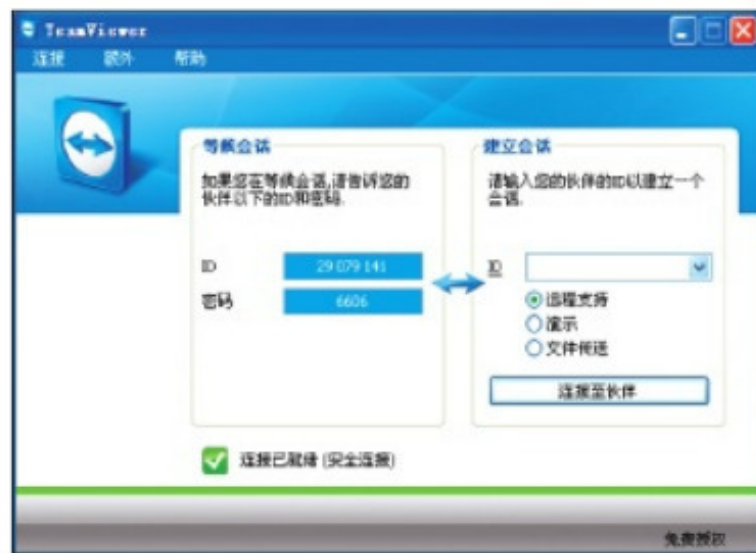 TeamViewer
连接 额外 帮助
等候会话
如果您在等候会话,请告诉您的
伙伴以下的ID和密码.
ID 29 079 141
密码 6606
建立会话
请输入您的伙伴的ID以建立一个
会话.
ID
远程支持
演示
文件传送
连接至伙伴
连接已就绪 (安全连接)
免费授权